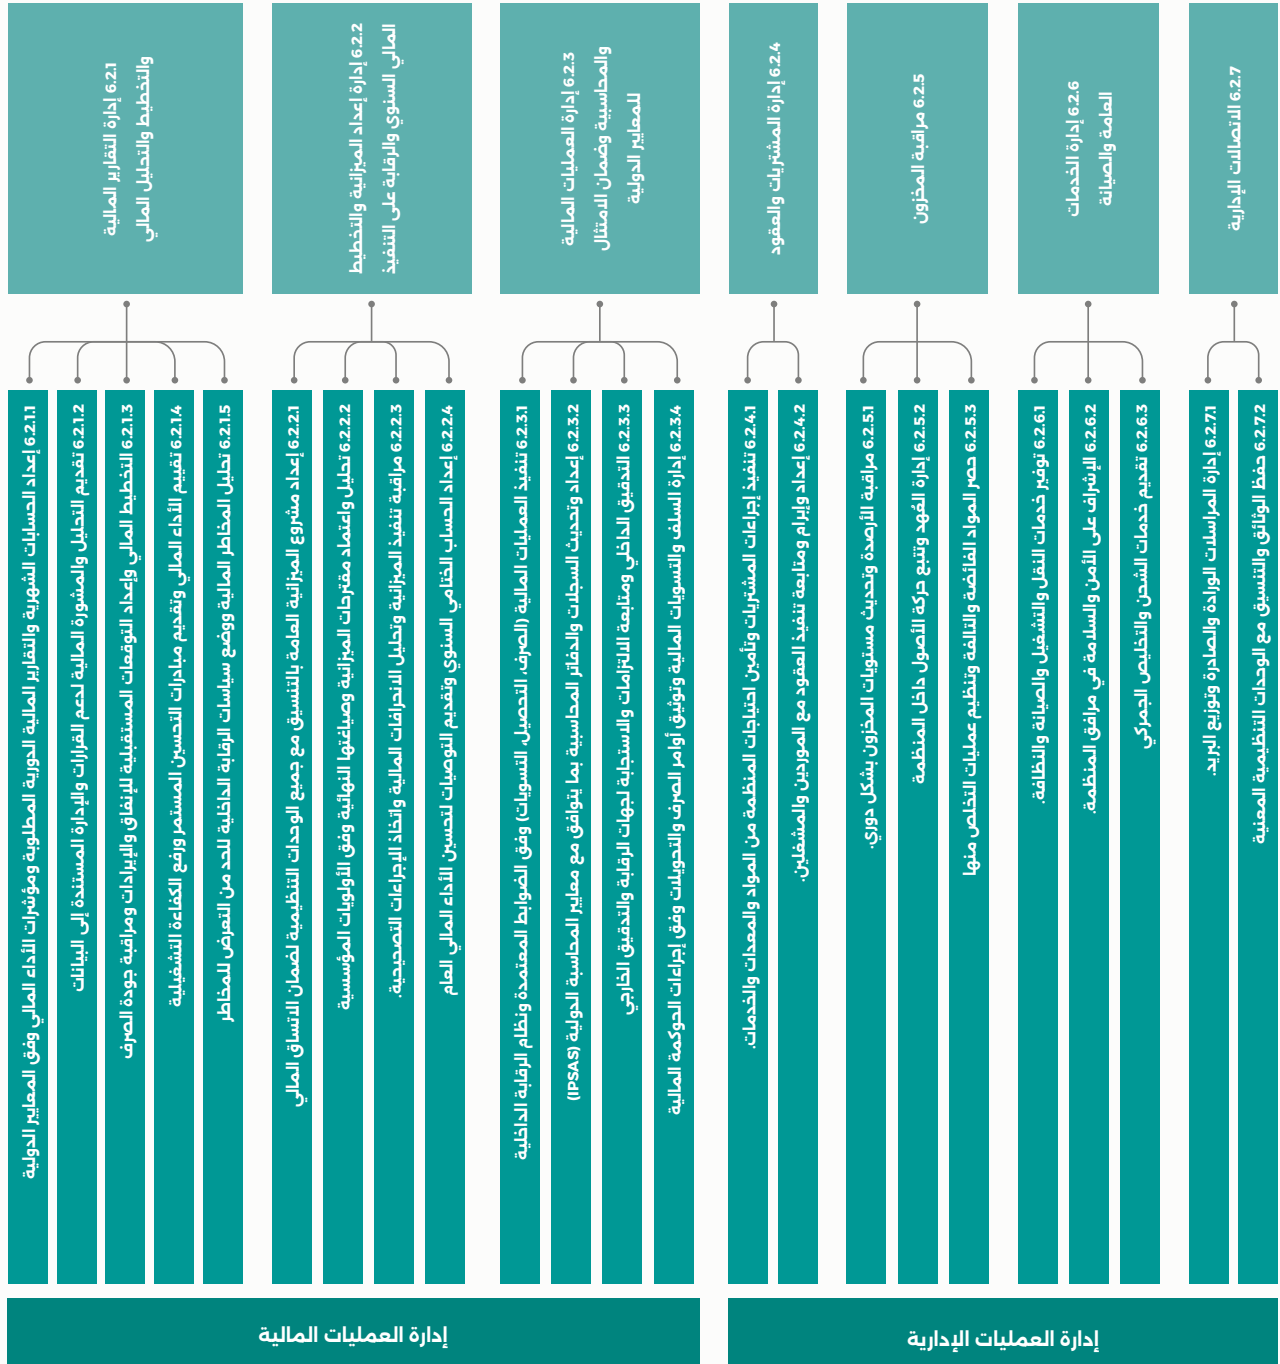 6.2.1 إدارة التقارير المالية
والتخطيط والتحليل المالي
6.2.2 إدارة إعداد الميزانية والتخطيط
المالي السنوي والرقابة على التنفيذ
6.2.3 إدارة العمليات المالية
والمحاسبية وضمان الامتثال
للمعايير الدولية
6.2.4 إدارة المشتريات والعقود
6.2.5 مراقبة المخزون
6.2.6 إدارة الخدمات
العامة والصيانة
6.2.7 الاتصالات الإدارية
6.2.1.1 إعداد الحسابات الشهرية والتقارير المالية الدورية المطلوبة ومؤشرات الأداء المالي وفق المعايير الدولية
6.2.1.2 تقديم التحليل والمشورة المالية لدعم القرارات والإدارة المستندة إلى البيانات
6.2.1.3 التخطيط المالي وإعداد التوقعات المستقبلية للإنفاق والإيرادات ومراقبة جودة الصرف
6.2.1.4 تقييم الأداء المالي وتقديم مبادرات التحسين المستمر ورفع الكفاءة التشغيلية
6.2.1.5 تحليل المخاطر المالية ووضع سياسات الرقابة الداخلية للحد من التعرض للمخاطر
6.2.2.1 إعداد مشروع الميزانية العامة بالتنسيق مع جميع الوحدات التنظيمية لضمان الاتساق المالي
6.2.2.2 تحليل واعتماد مقترحات الميزانية وصياغتها النهائية وفق الأولويات المؤسسية
6.2.2.3 مراقبة تنفيذ الميزانية وتحليل الانحرافات المالية واتخاذ الإجراءات التصحيحية.
6.2.2.4 إعداد الحساب الختامي السنوي وتقديم التوصيات لتحسين الأداء المالي العام
6.2.3.1 تنفيذ العمليات المالية (الصرف، التحصيل، التسويات) وفق الضوابط المعتمدة ونظام الرقابة الداخلية
6.2.3.2 إعداد وتحديث السجلات والدفاتر المحاسبية بما يتوافق مع معايير المحاسبة الدولية (IPSAS)
6.2.3.3 التدقيق الداخلي ومتابعة الالتزامات والاستجابة لجهات الرقابة والتدقيق الخارجي
6.2.3.4 إدارة السلف والتسويات المالية وتوثيق أوامر الصرف والتحويلات وفق إجراءات الحوكمة المالية
6.2.4.1 تنفيذ إجراءات المشتريات وتأمين احتياجات المنظمة من المواد والمعدات والخدمات.
6.2.4.2 إعداد وإبرام ومتابعة تنفيذ العقود مع الموردين والمشغلين.
6.2.5.1 مراقبة الأرصدة وتحديث مستويات المخزون بشكل دوري.
6.2.5.2 إدارة العُهد وتتبع حركة الأصول داخل المنظمة
6.2.5.3 حصر المواد الفائضة والتالفة وتنظيم عمليات التخلص منها
6.2.6.1 توفير خدمات النقل والتشغيل والصيانة والنظافة.
6.2.6.2 الإشراف على الأمن والسلامة في مرافق المنظمة.
6.2.6.3 تقديم خدمات الشحن والتخليص الجمركي
6.2.7.1 إدارة المراسلات الواردة والصادرة وتوزيع البريد.
6.2.7.2 حفظ الوثائق والتنسيق مع الوحدات التنظيمية المعنية
إدارة العمليات المالية
إدارة العمليات الإدارية